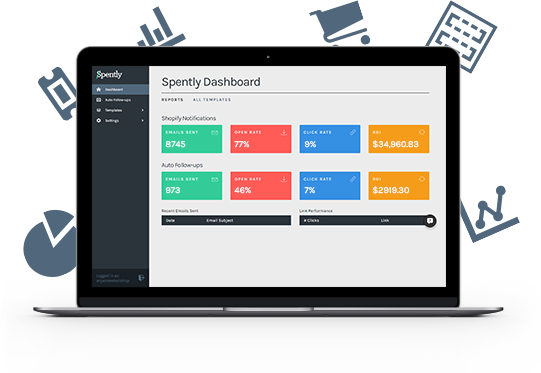 Spently
Dashboard
Auto Follow-ups
Templates
Settings
Spently Dashboard
REPORTS ALL TEMPLATES
Shopify Notifications
EMAILS SENT OPEN RATE CLICK RATE ROI
8745 77% 9% $34,960.83
Auto Follow-ups
EMAILS SENT OPEN RATE CLICK RATE ROI
973 46% 7% $2919.30
Recent Emails Sent Link Performance
Date Email Subject # Clicks Link
Logged in as